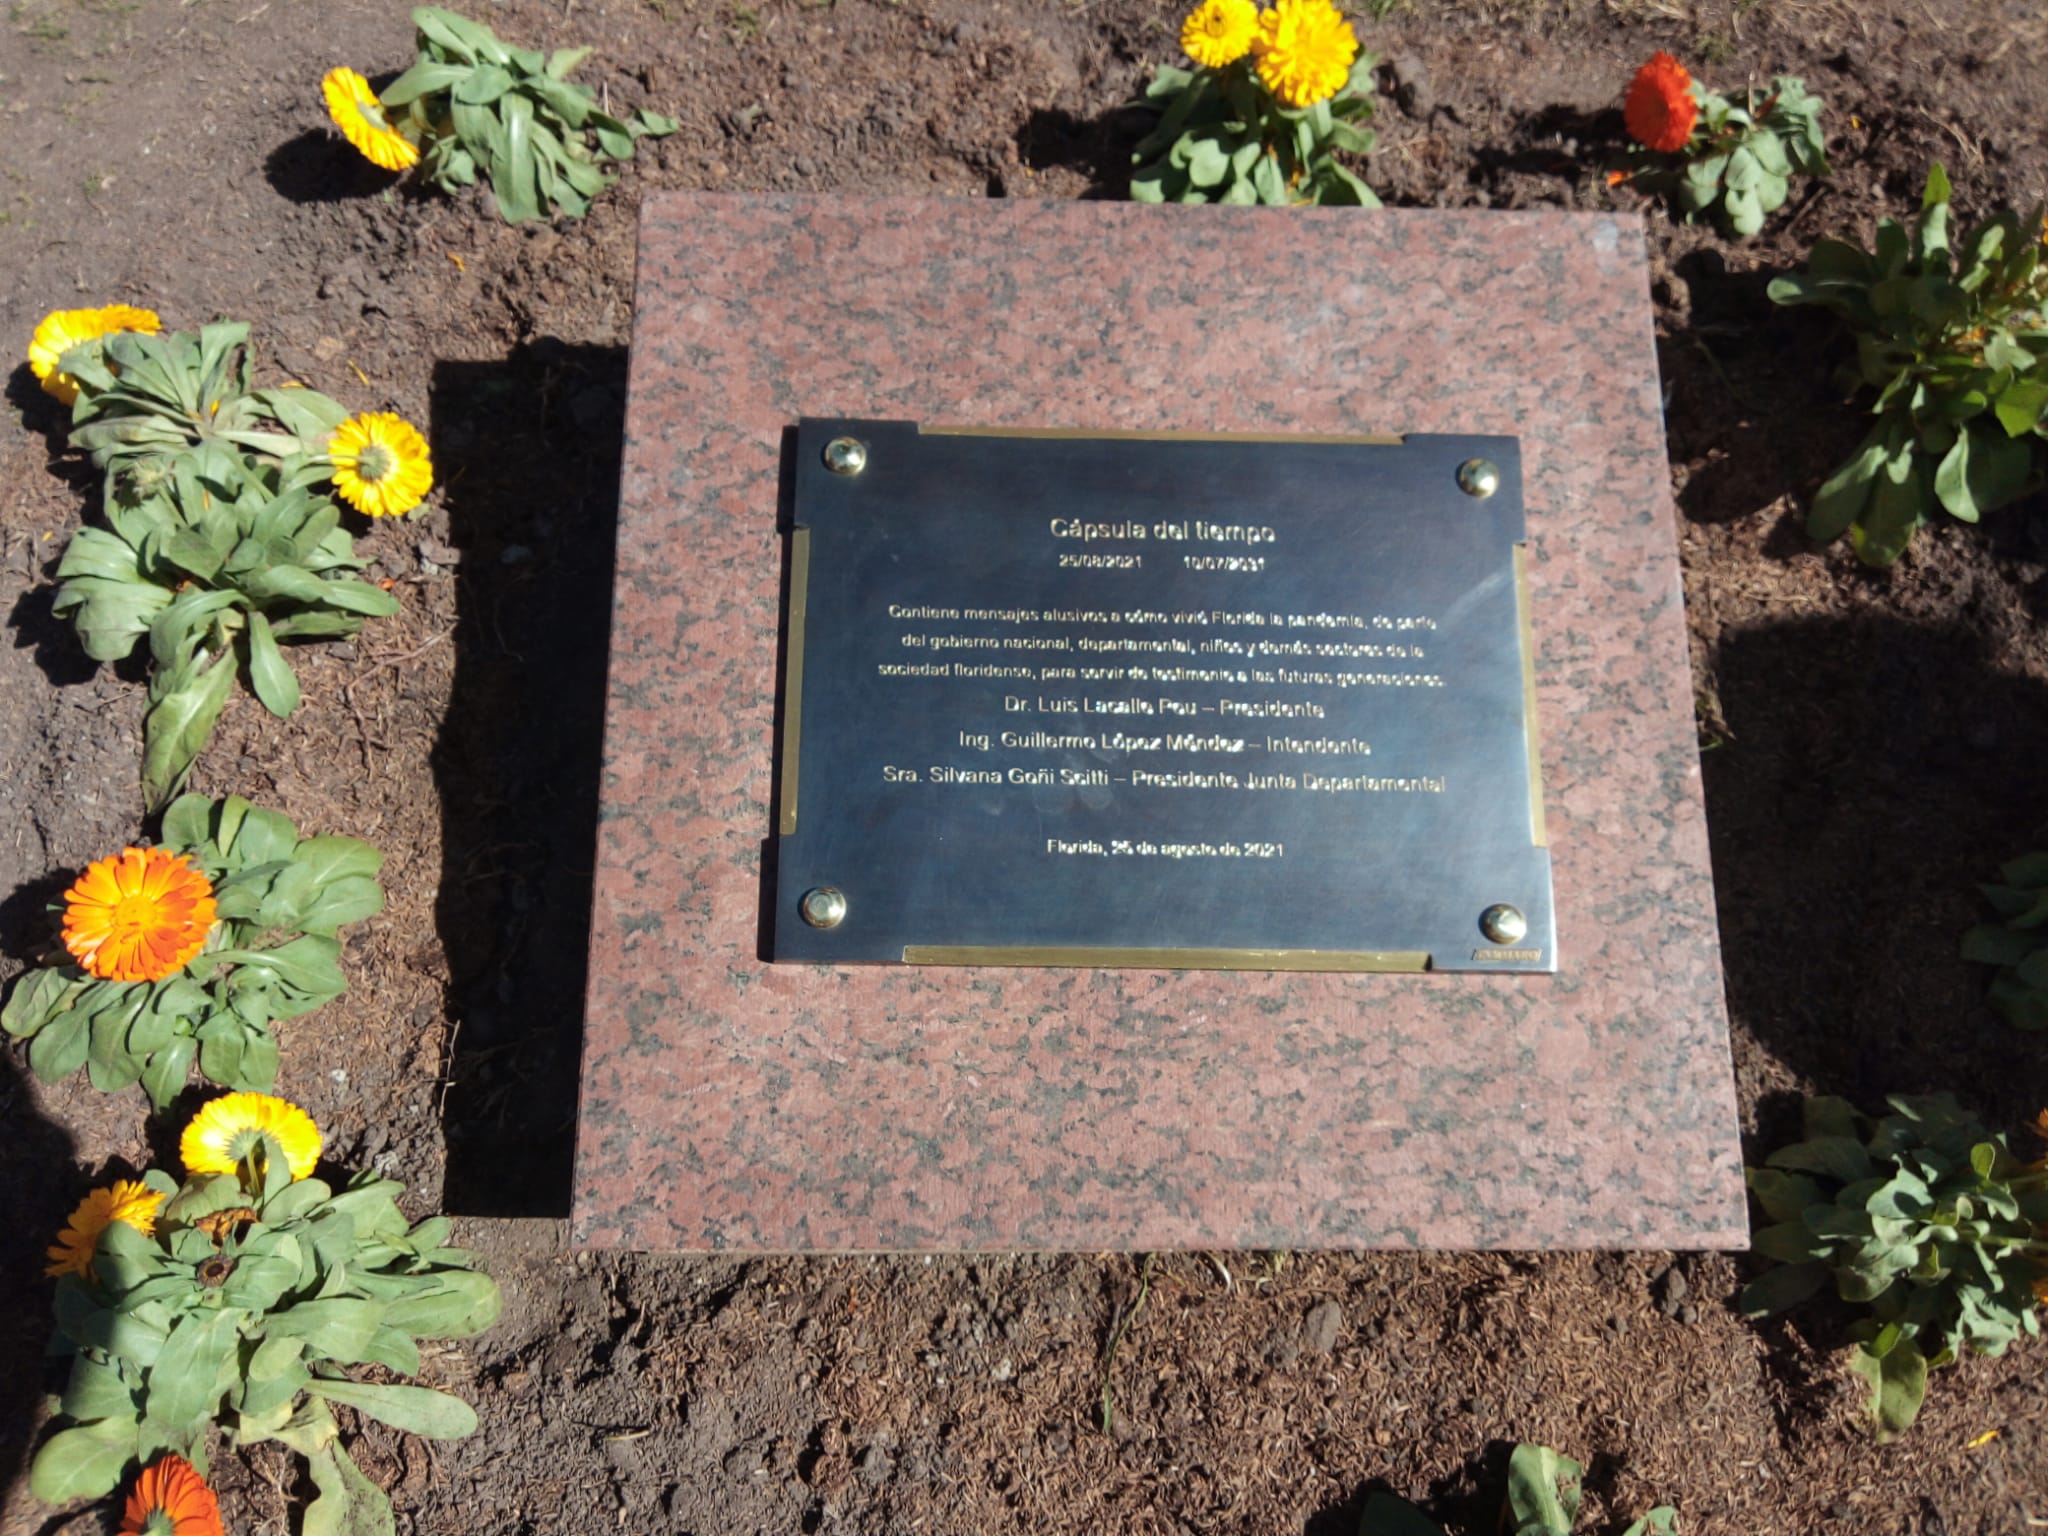 Cápsula del tiempo
25/08/2021 10/07/2031
Contiene mensajes alusivos a cómo vivió Florida la pandemia, de parte
del gobierno nacional, departamental, niños y demás sectores de la
sociedad floridense, para servir de testimonio a las futuras generaciones.
Dr. Luis Lacalle Pou – Presidente
Ing. Guillermo López Méndez – Intendente
Sra. Silvana Goñi Scitti – Presidente Junta Departamental
Florida, 25 de agosto de 2021